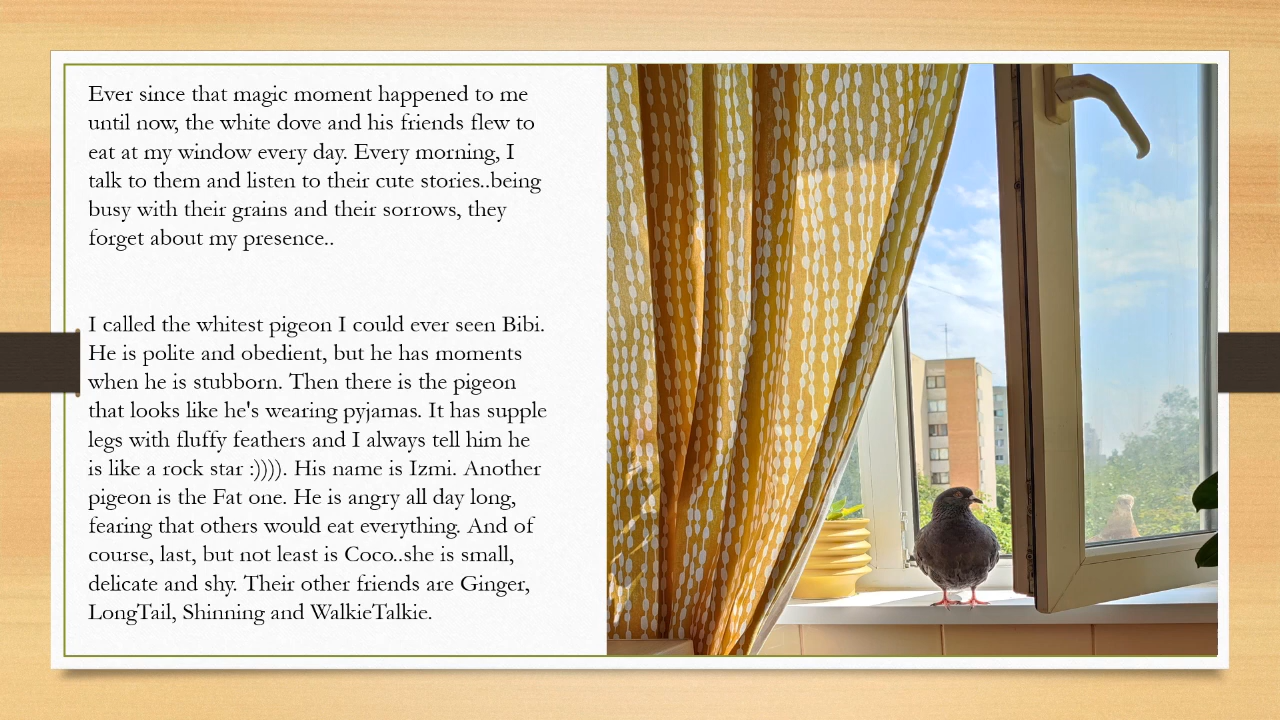 Ever since that magic moment happened to me
until now, the white dove and his friends flew to
eat at my window every day. Every morning, I
talk to them and listen to their cute stories..being
busy with their grains and their sorrows, they
forget about my presence..
I called the whitest pigeon I could ever seen Bibi.
He is polite and obedient, but he has moments
when he is stubborn. Then there is the pigeon
that looks like he's wearing pyjamas. It has supple
legs with fluffy feathers and I always tell him he
is like a rock star :)))). His name is Izmi. Another
pigeon is the Fat one. He is angry all day long,
fearing that others would eat everything. And of
course, last, but not least is Coco..she is small,
delicate and shy. Their other friends are Ginger,
LongTail, Shinning and WalkieTalkie.